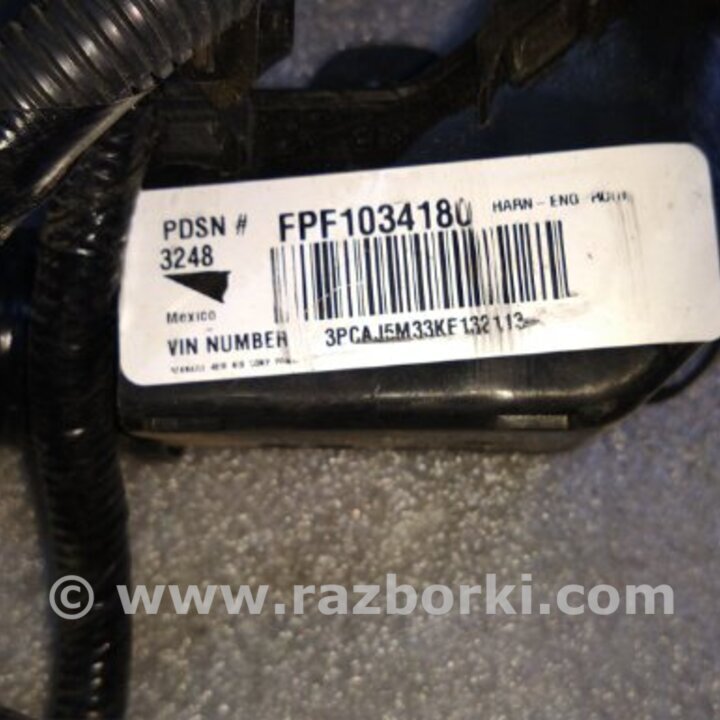 PDSN # FPF1034180 HARN-ENG
3248
Mexico
VIN NUMBER 3PCAJ5M33KF132113
© www.razborki.com